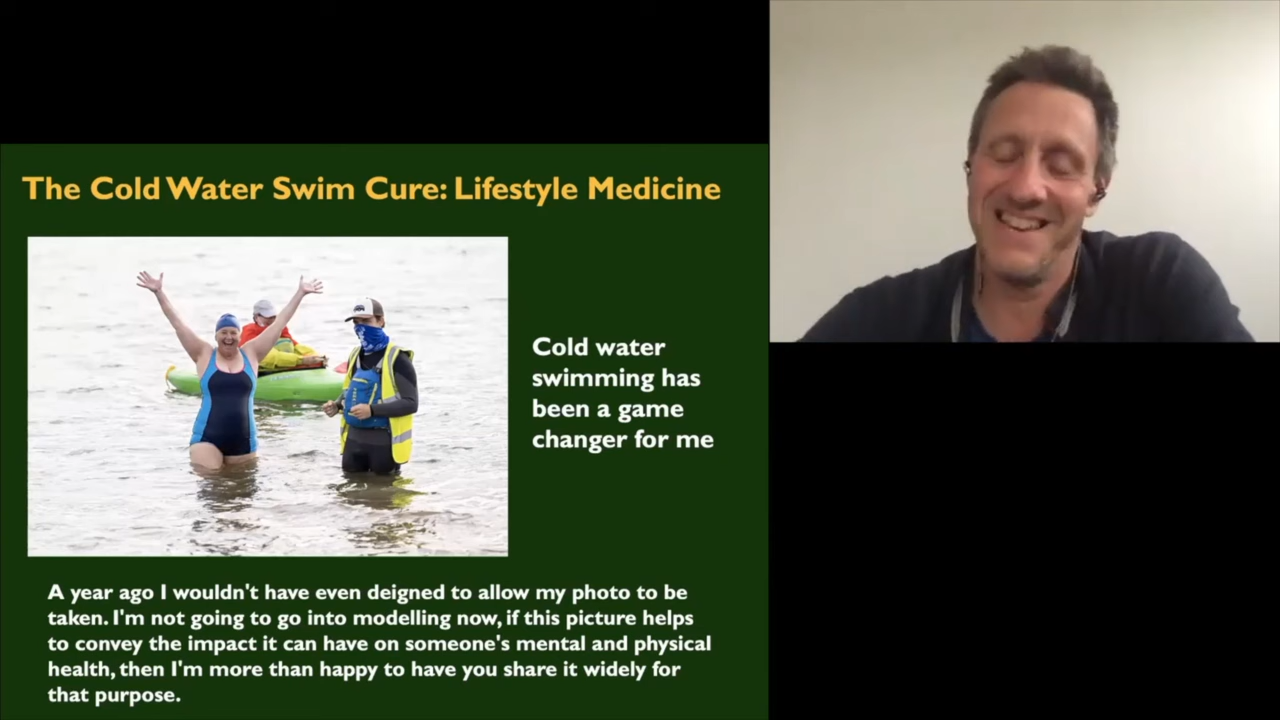 The Cold Water Swim Cure: Lifestyle Medicine
Cold water
swimming has
been a game
changer for me
A year ago I wouldn't have even deigned to allow my photo to be
taken. I'm not going to go into modelling now, if this picture helps
to convey the impact it can have on someone's mental and physical
health, then I'm more than happy to have you share it widely for
that purpose.